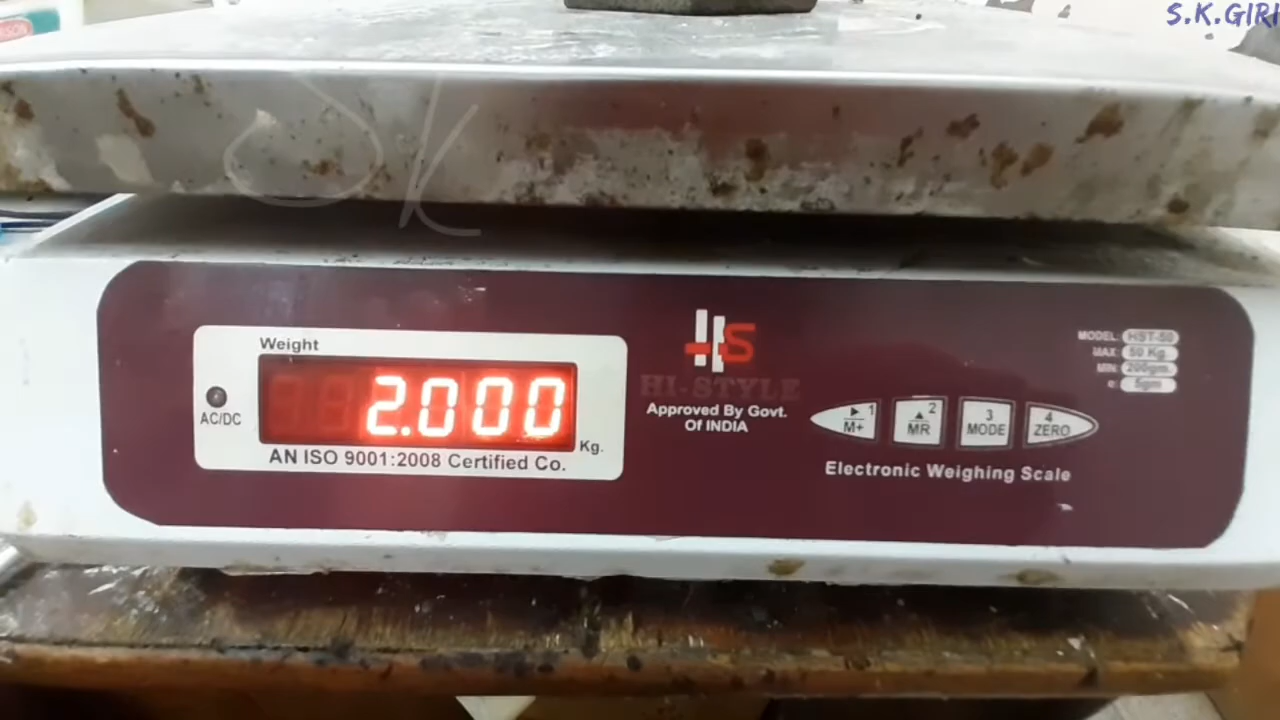 S.K.GIRI
SK
Weight
2.000
Kg.
AC/DC
AN ISO 9001:2008 Certified Co.
HS
HI-STYLE
Approved By Govt.
Of INDIA
1 M+
2 MR
3 MODE
4 ZERO
Electronic Weighing Scale
MODEL: HST-50
MAX: 50 Kg
MIN: 200gm.
e: 5gm